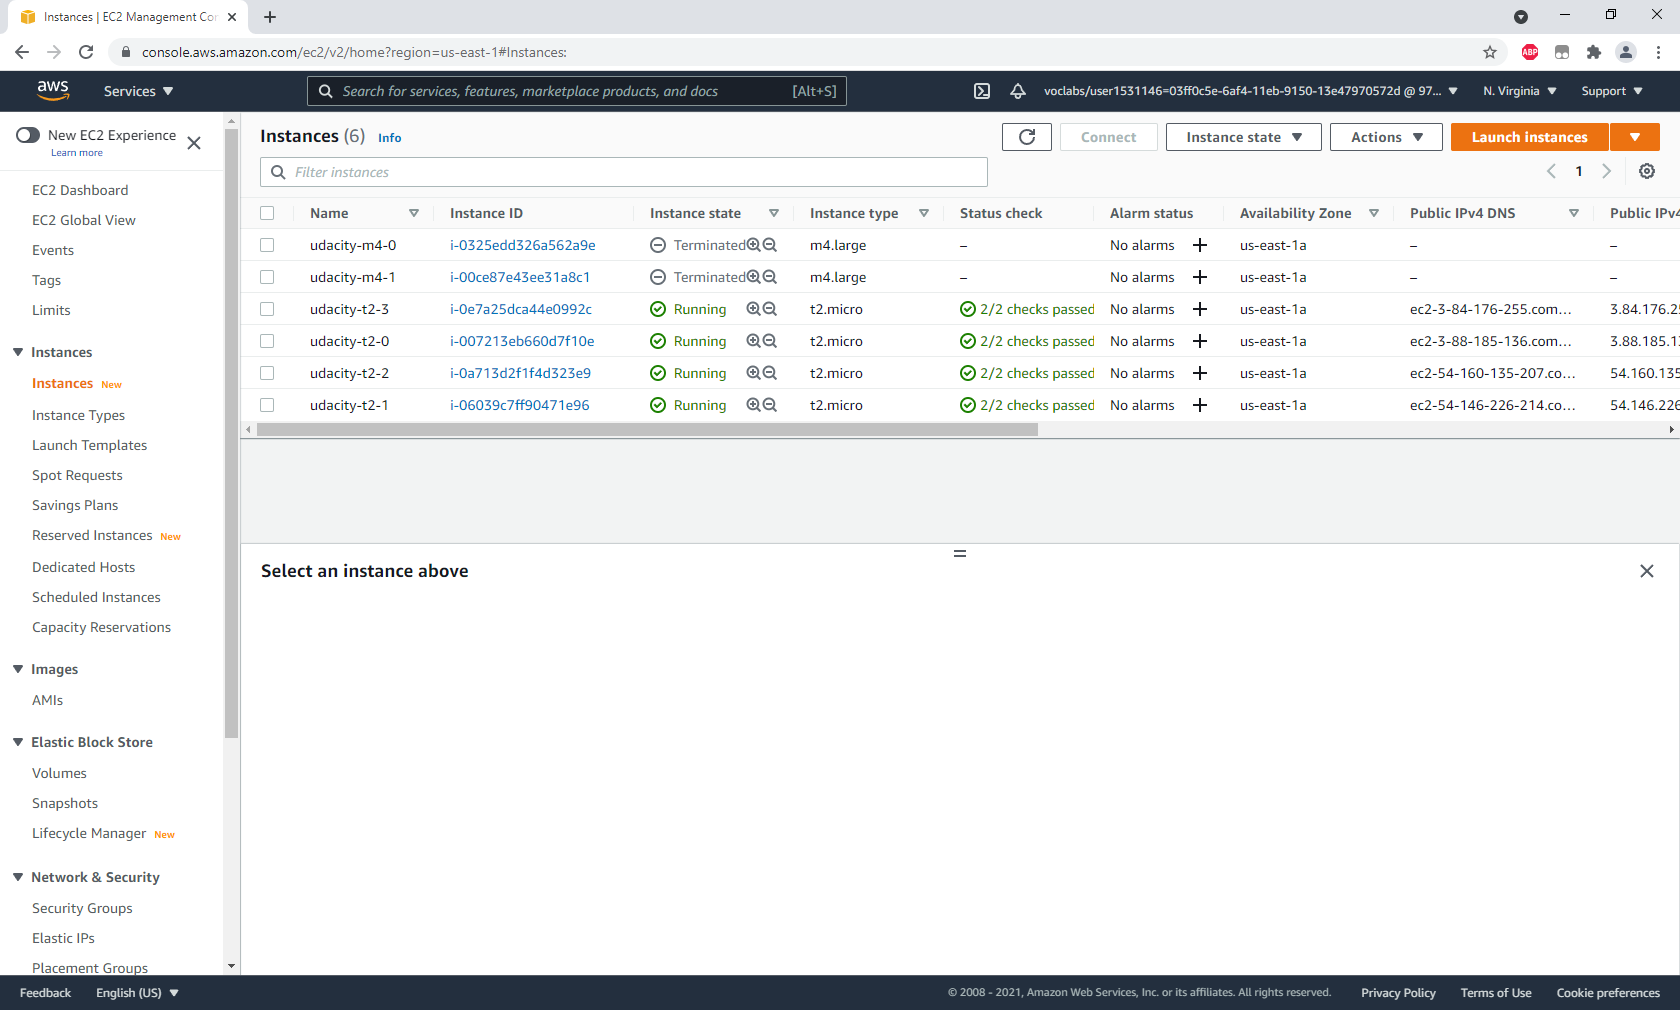 Instances | EC2 Management Con
console.aws.amazon.com/ec2/v2/home?region=us-east-1#Instances:
ABP
aws Services Search for services, features, marketplace products, and docs [Alt+S] voclabs/user1531146=03ff0c5e-6af4-11eb-9150-13e47970572d @ 97... N. Virginia Support
New EC2 Experience
Learn more
EC2 Dashboard
EC2 Global View
Events
Tags
Limits
Instances
Instances New
Instance Types
Launch Templates
Spot Requests
Savings Plans
Reserved Instances New
Dedicated Hosts
Scheduled Instances
Capacity Reservations
Images
AMIs
Elastic Block Store
Volumes
Snapshots
Lifecycle Manager New
Network & Security
Security Groups
Elastic IPs
Placement Groups
Instances (6) Info Connect Instance state Actions Launch instances
Filter instances 1
Name Instance ID Instance state Instance type Status check Alarm status Availability Zone Public IPv4 DNS Public IPv4
udacity-m4-0 i-0325edd326a562a9e Terminated m4.large – No alarms + us-east-1a – –
udacity-m4-1 i-00ce87e43ee31a8c1 Terminated m4.large – No alarms + us-east-1a – –
udacity-t2-3 i-0e7a25dca44e0992c Running t2.micro 2/2 checks passed No alarms + us-east-1a ec2-3-84-176-255.com... 3.84.176.25
udacity-t2-0 i-007213eb660d7f10e Running t2.micro 2/2 checks passed No alarms + us-east-1a ec2-3-88-185-136.com... 3.88.185.13
udacity-t2-2 i-0a713d2f1f4d323e9 Running t2.micro 2/2 checks passed No alarms + us-east-1a ec2-54-160-135-207.co... 54.160.135
udacity-t2-1 i-06039c7ff90471e96 Running t2.micro 2/2 checks passed No alarms + us-east-1a ec2-54-146-226-214.co... 54.146.226
Select an instance above
Feedback English (US) © 2008 - 2021, Amazon Web Services, Inc. or its affiliates. All rights reserved. Privacy Policy Terms of Use Cookie preferences